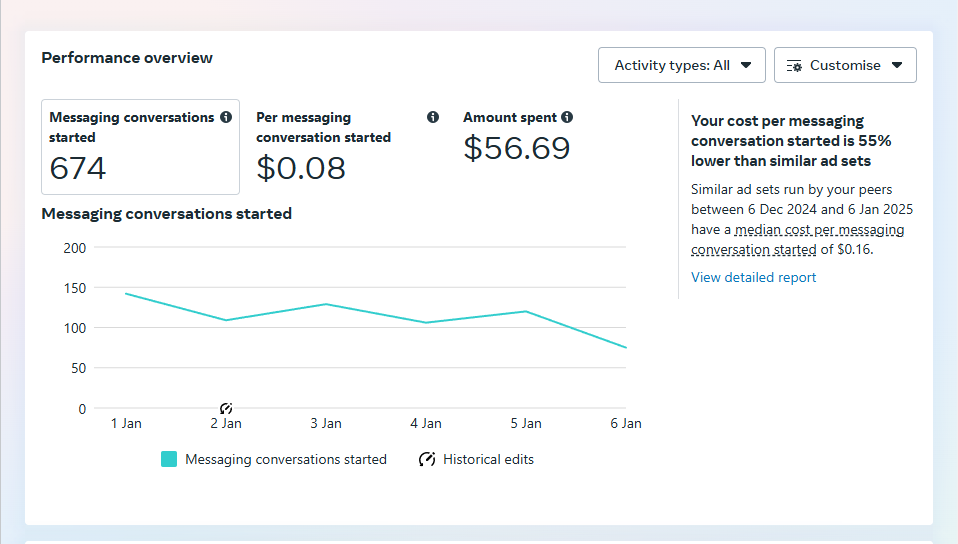 Performance overview
Activity types: All
Customise
Messaging conversations
started
674
Per messaging
conversation started
$0.08
Amount spent
$56.69
Your cost per messaging
conversation started is 55%
lower than similar ad sets
Similar ad sets run by your peers
between 6 Dec 2024 and 6 Jan 2025
have a median cost per messaging
conversation started of $0.16.
View detailed report
Messaging conversations started
200
150
100
50
0
1 Jan 2 Jan 3 Jan 4 Jan 5 Jan 6 Jan
Messaging conversations started Historical edits